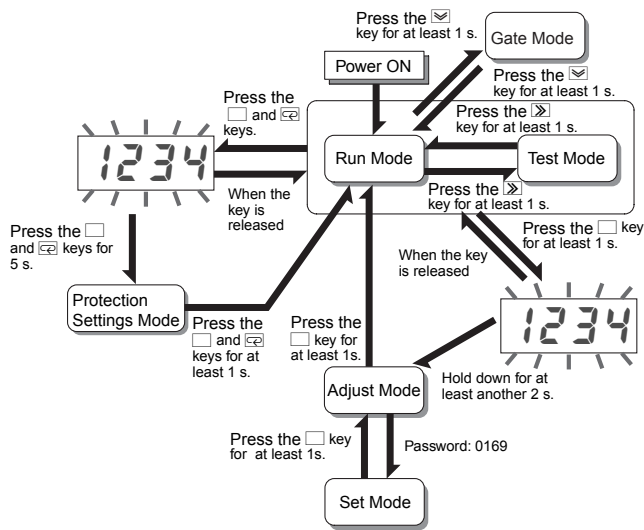 Press the
key for at least 1 s.
Gate Mode
Power ON
Press the
key for at least 1 s.
Press the
and
keys.
Press the
key for at least 1 s.
1234
Run Mode
Test Mode
When the
key is
released
Press the
key for at least 1 s.
Press the
and keys for
5 s.
When the key
is released
Press the key
for at least 1 s.
Protection
Settings Mode
Press the
and
keys for at
least 1 s.
Press the
key for
at least 1s.
1234
Adjust Mode
Hold down for at
least another 2 s.
Press the key
for at least 1s.
Password: 0169
Set Mode